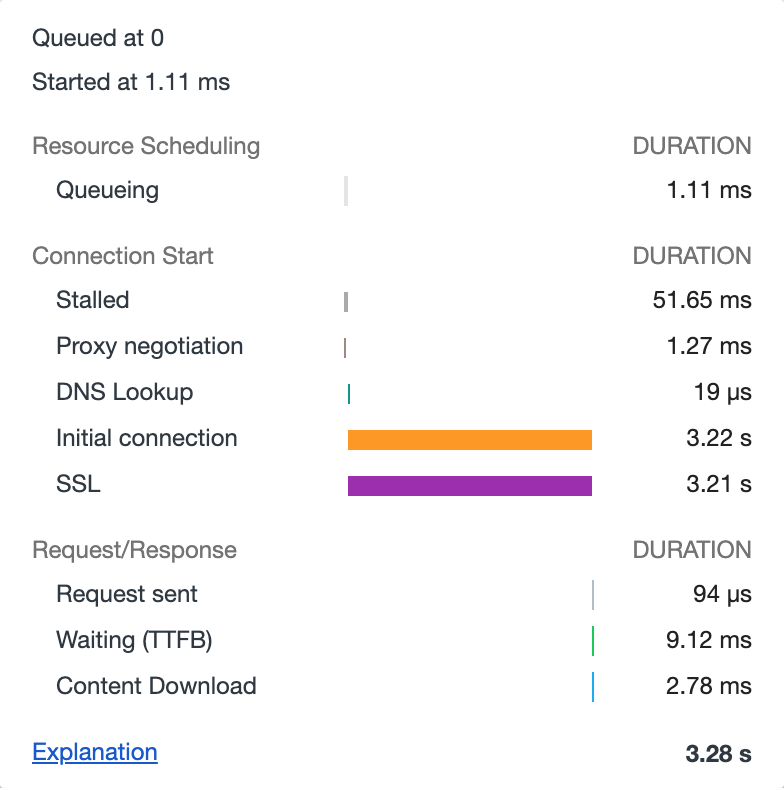 Queued at 0
Started at 1.11 ms
Resource Scheduling DURATION
Queueing 1.11 ms
Connection Start DURATION
Stalled 51.65 ms
Proxy negotiation 1.27 ms
DNS Lookup 19 μs
Initial connection 3.22 s
SSL 3.21 s
Request/Response DURATION
Request sent 94 μs
Waiting (TTFB) 9.12 ms
Content Download 2.78 ms
Explanation 3.28 s